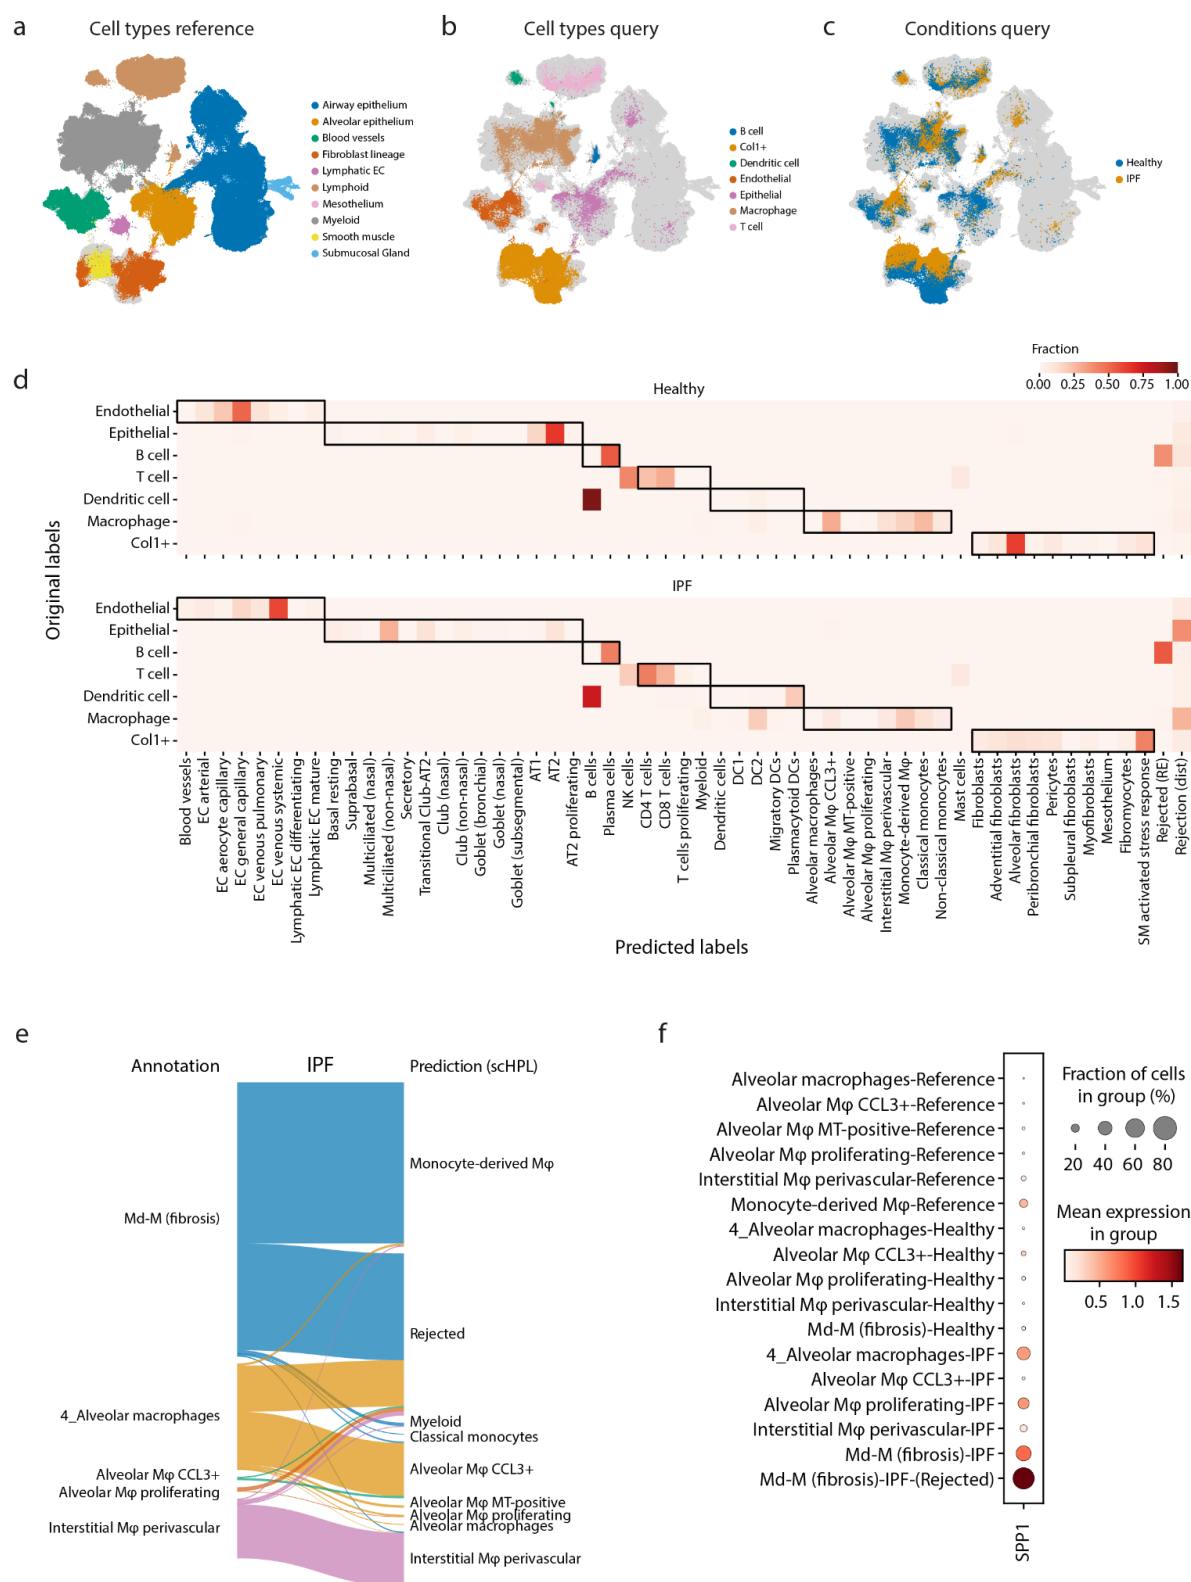 a
Cell types reference
Airway epithelium
Alveolar epithelium
Blood vessels
Fibroblast lineage
Lymphatic EC
Lymphoid
Mesothelium
Myeloid
Smooth muscle
Submucosal Gland
b
Cell types query
B cell
Col1+
Dendritic cell
Endothelial
Epithelial
Macrophage
T cell
c
Conditions query
Healthy
IPF
d
Fraction
0.00 0.25 0.50 0.75 1.00
Healthy
Endothelial
Epithelial
B cell
T cell
Dendritic cell
Macrophage
Col1+
Original labels
IPF
Endothelial
Epithelial
B cell
T cell
Dendritic cell
Macrophage
Col1+
Blood vessels
EC arterial
EC aerocyte capillary
EC general capillary
EC venous pulmonary
EC venous systemic
Lymphatic EC differentiating
Lymphatic EC mature
Basal resting
Suprabasal
Multiciliated (nasal)
Multiciliated (non-nasal)
Secretory
Transitional Club-AT2
Club (nasal)
Club (non-nasal)
Goblet (bronchial)
Goblet (nasal)
Goblet (subsegmental)
AT1
AT2
AT2 proliferating
B cells
Plasma cells
NK cells
CD4 T cells
CD8 T cells
T cells proliferating
Myeloid
Dendritic cells
DC1
DC2
Migratory DCs
Plasmacytoid DCs
Alveolar macrophages
Alveolar Mφ CCL3+
Alveolar Mφ MT-positive
Alveolar Mφ proliferating
Interstitial Mφ perivascular
Monocyte-derived Mφ
Classical monocytes
Non-classical monocytes
Mast cells
Fibroblasts
Adventitial fibroblasts
Alveolar fibroblasts
Peribronchial fibroblasts
Pericytes
Subpleural fibroblasts
Myofibroblasts
Mesothelium
Fibromyocytes
SM activated stress response
Rejected (RE)
Rejection (dist)
Predicted labels
e
Annotation
IPF
Prediction (scHPL)
Md-M (fibrosis)
4_Alveolar macrophages
Alveolar Mφ CCL3+
Alveolar Mφ proliferating
Interstitial Mφ perivascular
Monocyte-derived Mφ
Rejected
Myeloid
Classical monocytes
Alveolar Mφ CCL3+
Alveolar Mφ MT-positive
Alveolar Mφ proliferating
Alveolar macrophages
Interstitial Mφ perivascular
f
Alveolar macrophages-Reference
Alveolar Mφ CCL3+-Reference
Alveolar Mφ MT-positive-Reference
Alveolar Mφ proliferating-Reference
Interstitial Mφ perivascular-Reference
Monocyte-derived Mφ-Reference
4_Alveolar macrophages-Healthy
Alveolar Mφ CCL3+-Healthy
Alveolar Mφ proliferating-Healthy
Interstitial Mφ perivascular-Healthy
Md-M (fibrosis)-Healthy
4_Alveolar macrophages-IPF
Alveolar Mφ CCL3+-IPF
Alveolar Mφ proliferating-IPF
Interstitial Mφ perivascular-IPF
Md-M (fibrosis)-IPF
Md-M (fibrosis)-IPF-(Rejected)
SPP1
Fraction of cells
in group (%)
20 40 60 80
Mean expression
in group
0.5 1.0 1.5